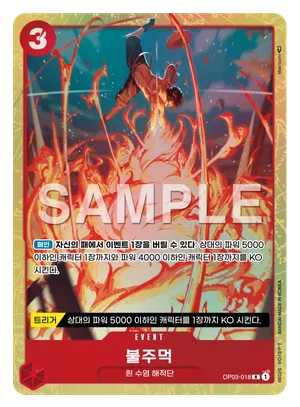 3
SAMPLE
메인 자신의 패에서 이벤트 1장을 버릴 수 있다: 상대의 파워 5000
이하인 캐릭터 1장까지와 파워 4000 이하인 캐릭터 1장까지를 KO
시킨다.
트리거 상대의 파워 5000 이하인 캐릭터를 1장까지 KO 시킨다.
EVENT
불주먹
흰 수염 해적단
OP03-018 R 1